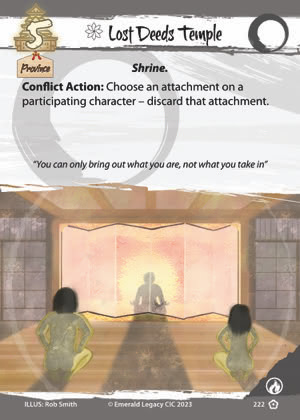 5
Lost Deeds Temple
Province
Shrine.
Conflict Action: Choose an attachment on a
participating character – discard that attachment.
“You can only bring out what you are, not what you take in”
ILLUS: Rob Smith © Emerald Legacy CIC 2023 222